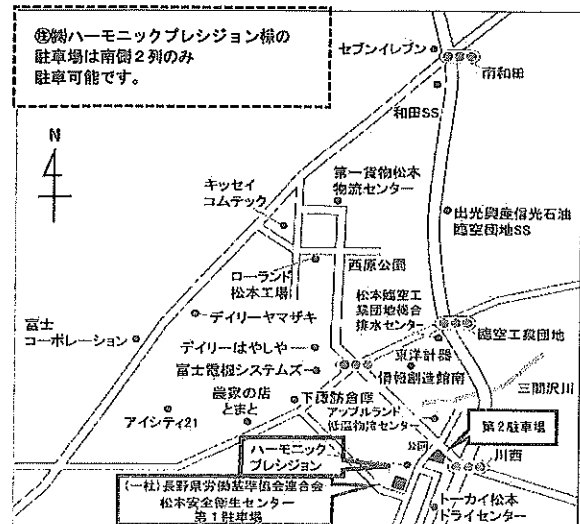 ㊟㈱ハーモニックプレシジョン様の
駐車場は南側２列のみ
駐車可能です。
N
セブンイレブン
南和田
和田SS
第一貨物松本
物流センター
キッセイ
コムテック
出光興産信光石油
臨空団地SS
西原公園
ローランド
松本工場
松本臨空工
業団地機合
排水センター
デイリーヤマザキ
臨空工業団地
富士
コーポレーション
デイリーはやしや
東洋計器
情報創造館南
富士電機システムズ
三間沢川
農家の店
とまと
下諏訪倉庫
アップルランド
低温物流センター
アイシティ21
公園
第２駐車場
ハーモニック
プレシジョン
川西
(一社)長野県労働基準協会連合会
松本安全衛生センター
第１駐車場
トーカイ松本
ドライセンター